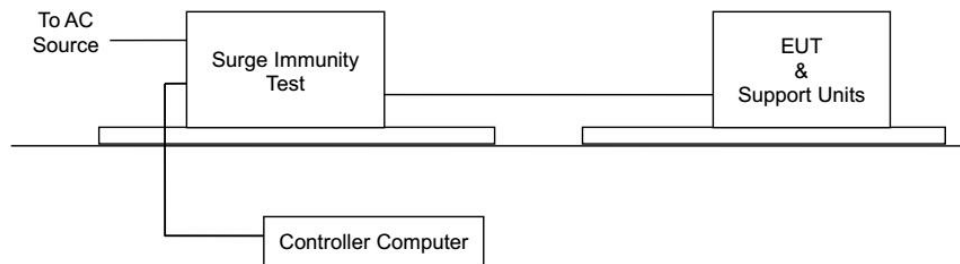 To AC
Source
Surge Immunity
Test
EUT
&
Support Units
Controller Computer